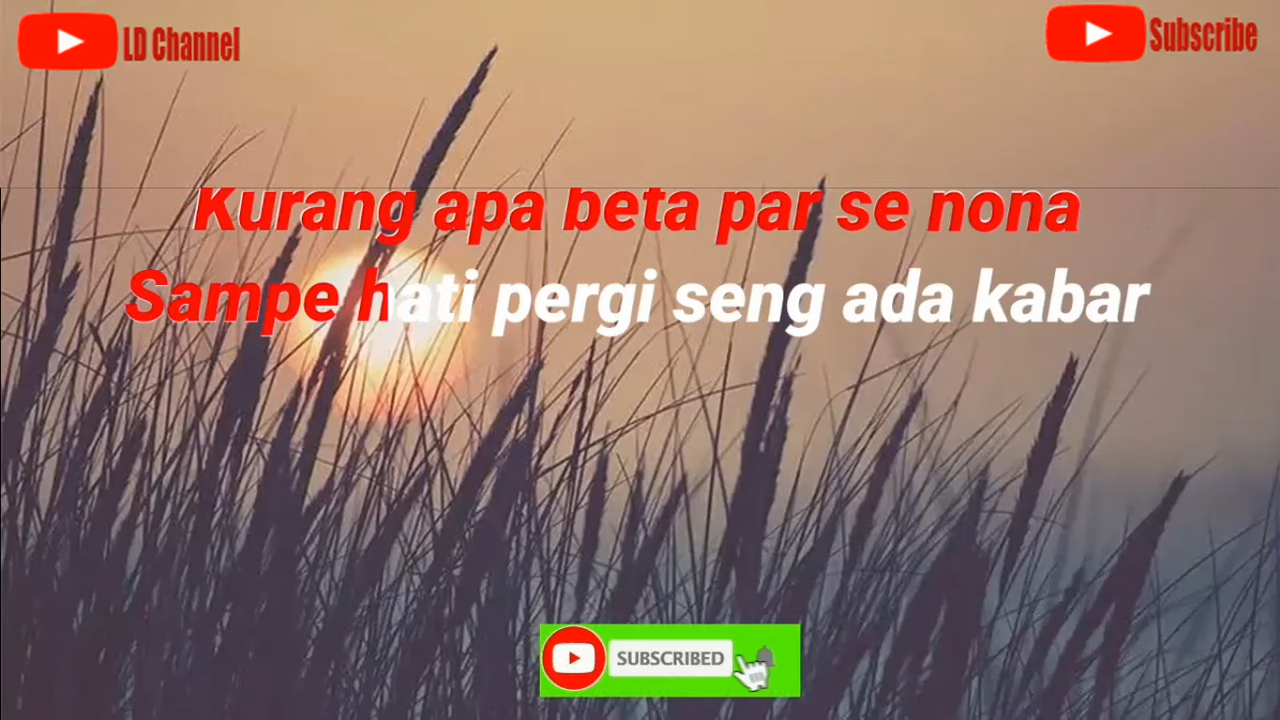 LD Channel
Subscribe
Kurang apa beta par se nona
Sampe hati pergi seng ada kabar
SUBSCRIBED